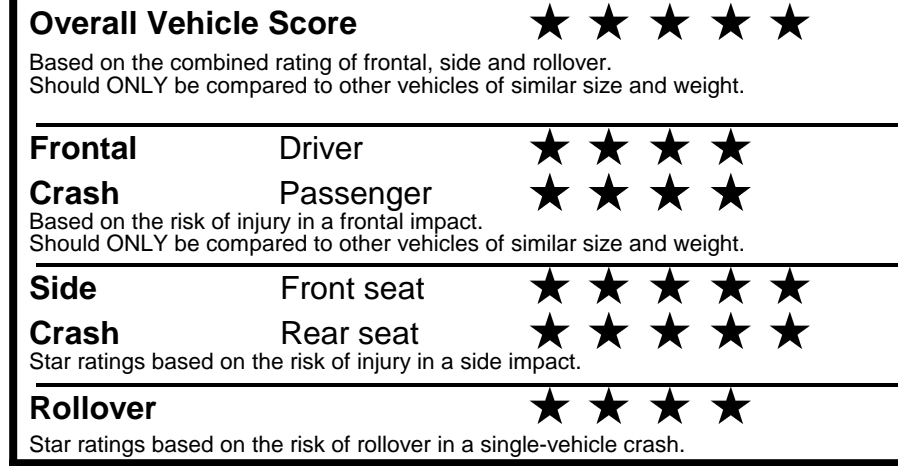 Overall Vehicle Score ★ ★ ★ ★ ★
Based on the combined rating of frontal, side and rollover.
Should ONLY be compared to other vehicles of similar size and weight.
Frontal Driver ★ ★ ★ ★
Crash Passenger ★ ★ ★ ★
Based on the risk of injury in a frontal impact.
Should ONLY be compared to other vehicles of similar size and weight.
Side Front seat ★ ★ ★ ★ ★
Crash Rear seat ★ ★ ★ ★ ★
Star ratings based on the risk of injury in a side impact.
Rollover ★ ★ ★ ★
Star ratings based on the risk of rollover in a single-vehicle crash.